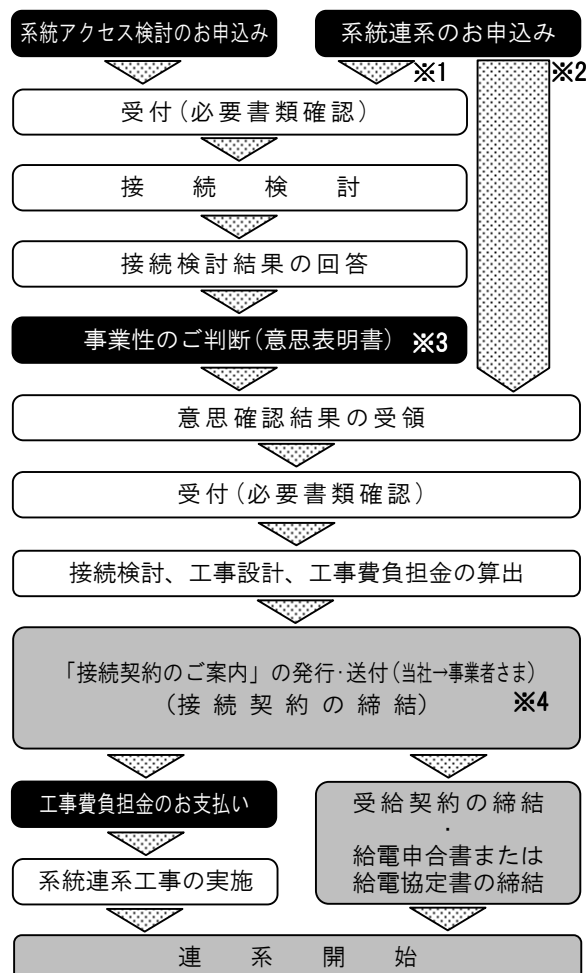 系統アクセス検討のお申込み
系統連系のお申込み
※1
※2
受付(必要書類確認)
接続検討
接続検討結果の回答
事業性のご判断(意思表明書) ※3
意思確認結果の受領
受付(必要書類確認)
接続検討、工事設計、工事費負担金の算出
「接続契約のご案内」の発行・送付(当社→事業者さま)
(接続契約の締結) ※4
工事費負担金のお支払い
系統連系工事の実施
受給契約の締結
・
給電申合書または
給電協定書の締結
連系開始